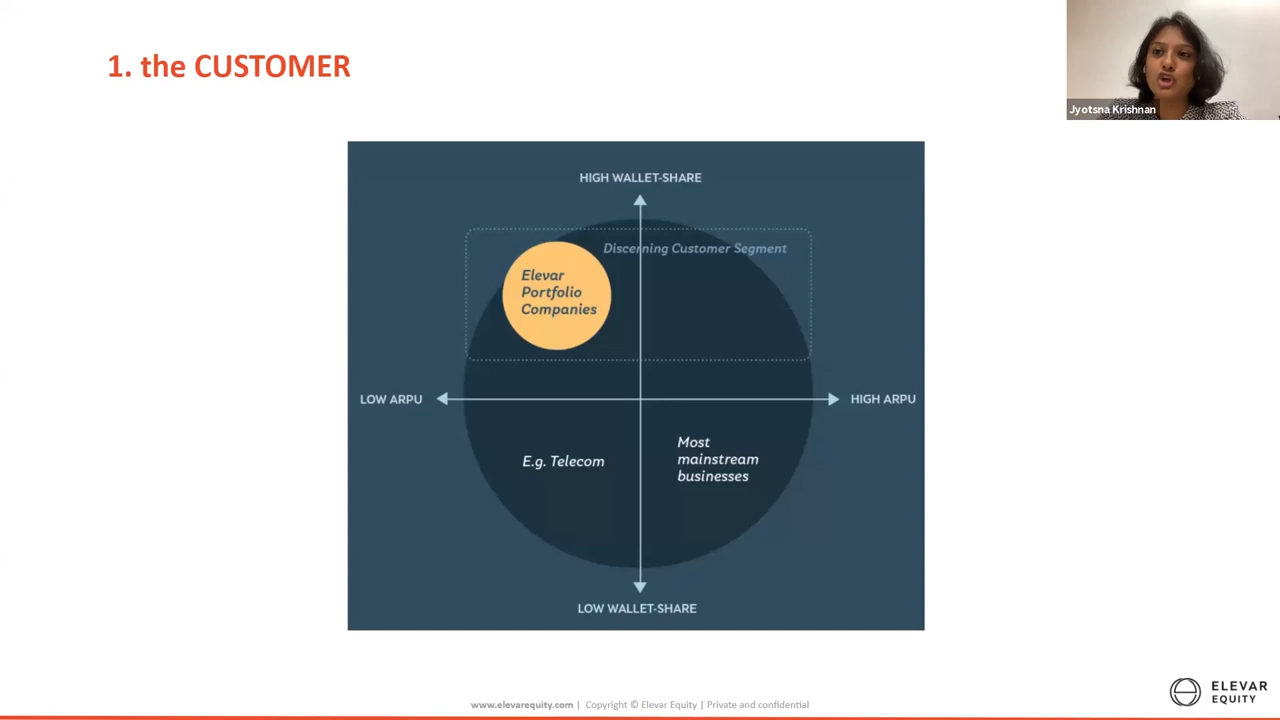 1. the CUSTOMER
Jyotsna Krishnan
HIGH WALLET-SHARE
Discerning Customer Segment
Elevar
Portfolio
Companies
LOW ARPU
HIGH ARPU
E.g. Telecom
Most
mainstream
businesses
LOW WALLET-SHARE
www.elevarequity.com | Copyright © Elevar Equity | Private and confidential
ELEVAR
EQUITY